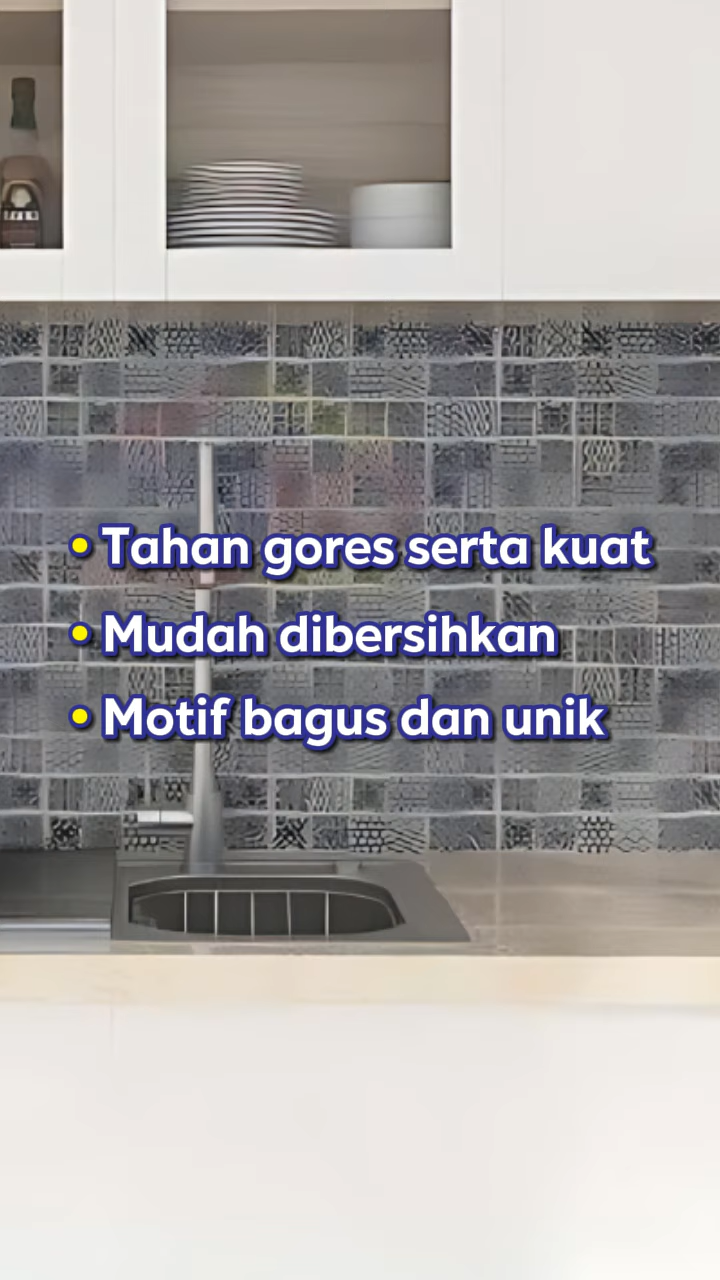 • Tahan gores serta kuat
• Mudah dibersihkan
• Motif bagus dan unik